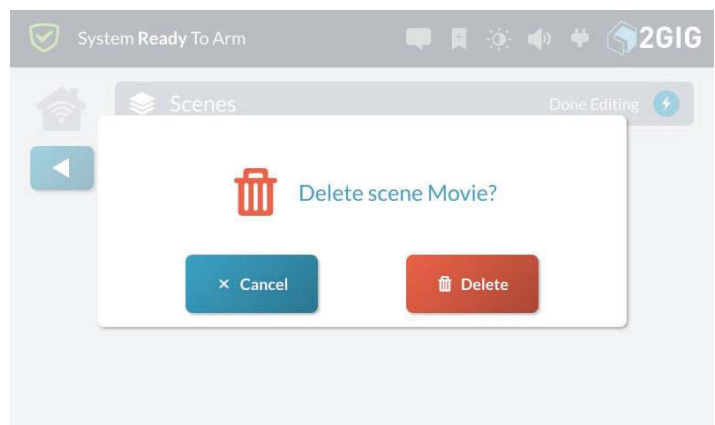 System Ready To Arm
2GIG
Scenes
Done Editing
Delete scene Movie?
× Cancel
Delete